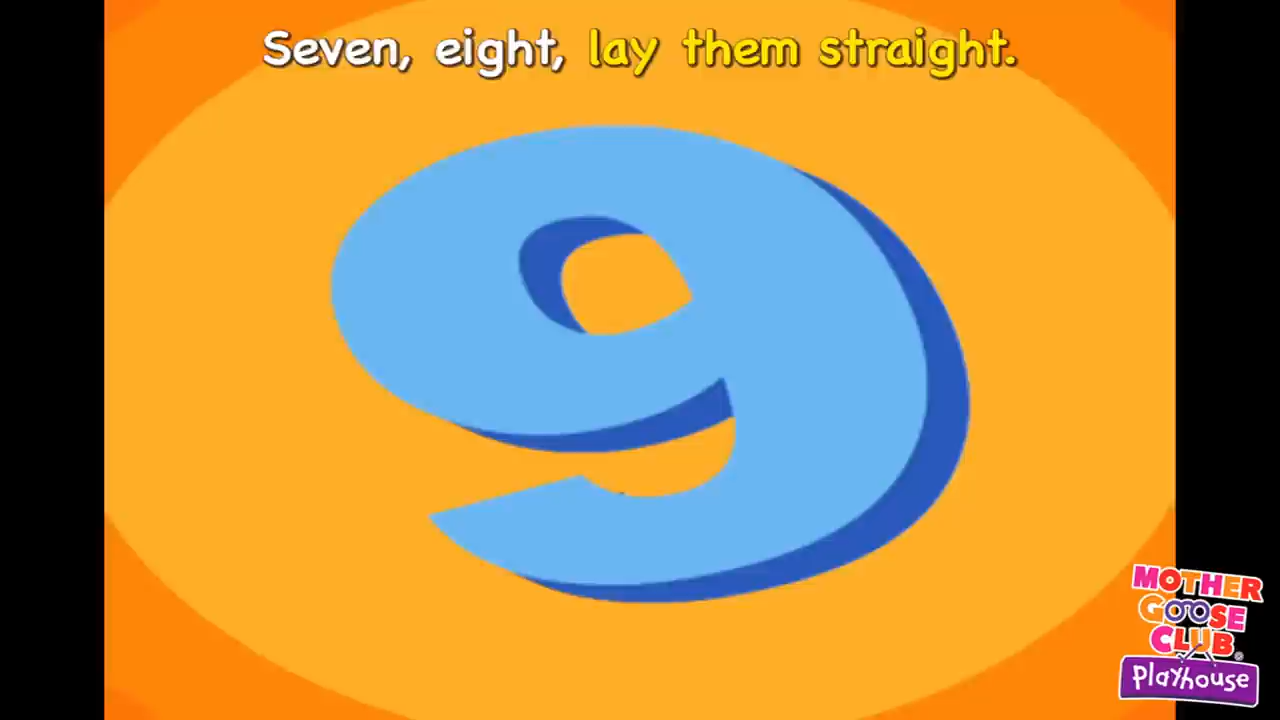 Seven, eight, lay them straight.
9
MOTHER
GOOSE
CLUB
Playhouse